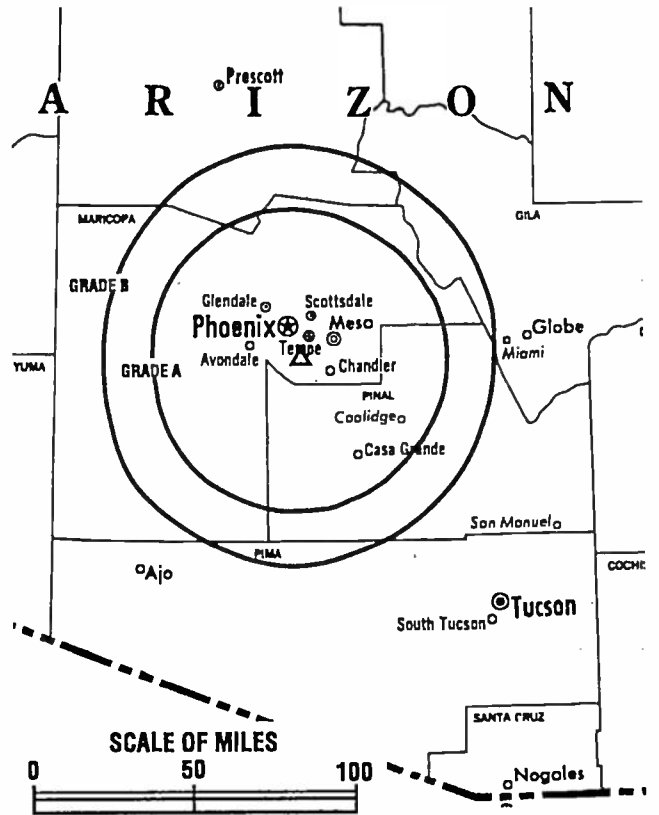 Prescott
A R I Z O N
MARICOPA
GILA
GRADE B
Glendale
Scottsdale
Phoenix
Mesa
Globe
Avondale
Tempe
Miami
YUMA
GRADE A
Chandler
PINAL
Coolidge
Casa Grande
San Manuel
PIMA
COCHIS
Ajo
Tucson
South Tucson
SANTA CRUZ
SCALE OF MILES
0 50 100
Nogales